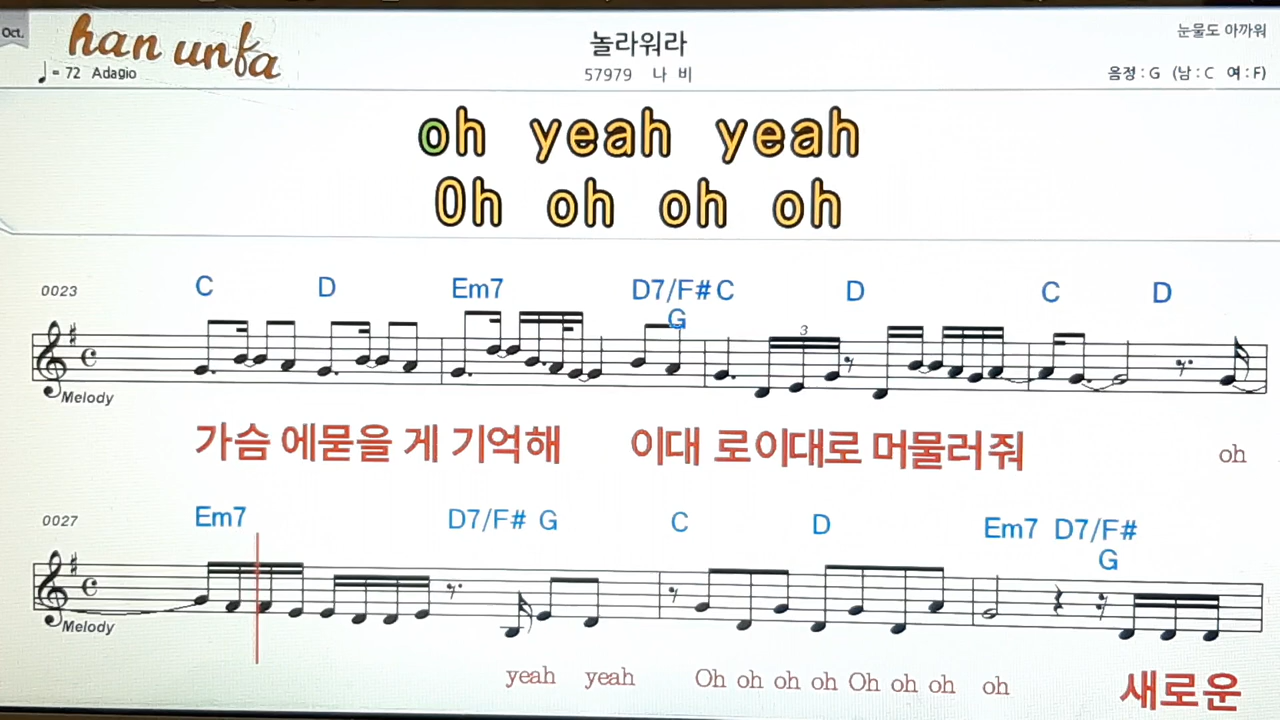 Oct.
han unfa
눈물도 아까워
놀라워라
= 72 Adagio
57979 나 비
음정 : G (남 : C 여 : F)
oh yeah yeah
Oh oh oh oh
C D Em7 D7/F# C D C D
0023
G
3
Melody
가슴 에묻을 게 기억해 이대 로이대로 머물러 줘 oh
Em7 D7/F# G C D Em7 D7/F#
0027
G
Melody
yeah yeah Oh oh oh oh Oh oh oh oh 새로운